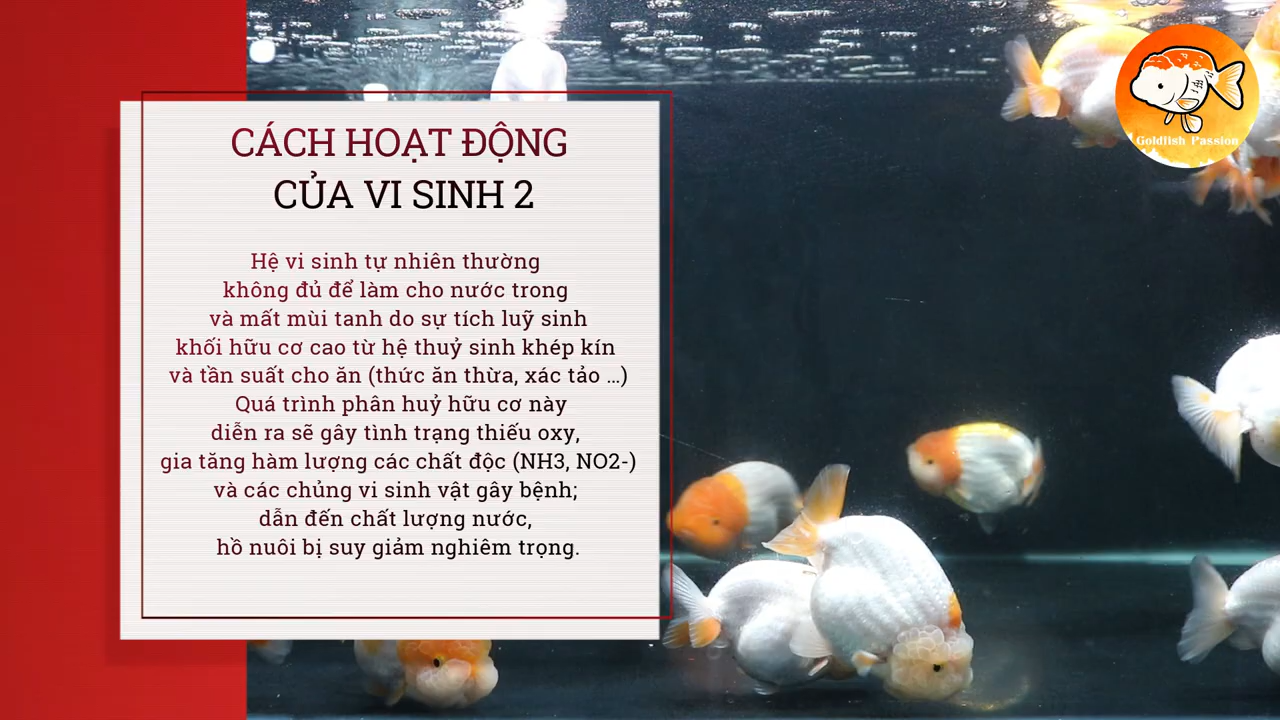 CÁCH HOẠT ĐỘNG
CỦA VI SINH 2
Hệ vi sinh tự nhiên thường
không đủ để làm cho nước trong
và mất mùi tanh do sự tích luỹ sinh
khối hữu cơ cao từ hệ thuỷ sinh khép kín
và tần suất cho ăn (thức ăn thừa, xác tảo ...)
Quá trình phân huỷ hữu cơ này
diễn ra sẽ gây tình trạng thiếu oxy,
gia tăng hàm lượng các chất độc (NH3, NO2-)
và các chủng vi sinh vật gây bệnh;
dẫn đến chất lượng nước,
hồ nuôi bị suy giảm nghiêm trọng.
Goldfish Passion